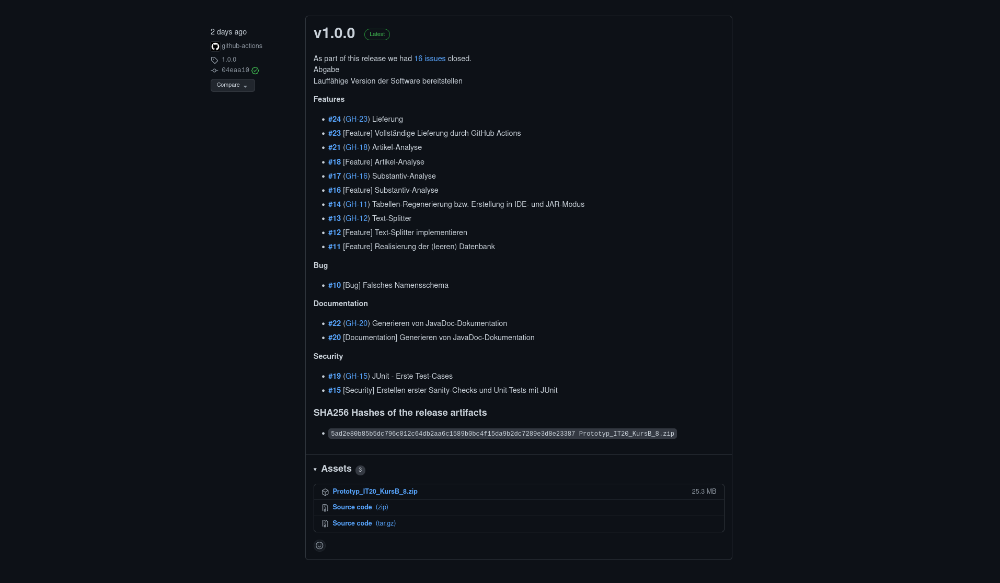 2 days ago
github-actions
1.0.0
04eaa10
Compare
v1.0.0 Latest
As part of this release we had 16 issues closed.
Abgabe
Lauffähige Version der Software bereitstellen
Features
• #24 (GH-23) Lieferung
• #23 [Feature] Vollständige Lieferung durch GitHub Actions
• #21 (GH-18) Artikel-Analyse
• #18 [Feature] Artikel-Analyse
• #17 (GH-16) Substantiv-Analyse
• #16 [Feature] Substantiv-Analyse
• #14 (GH-11) Tabellen-Regenerierung bzw. Erstellung in IDE- und JAR-Modus
• #13 (GH-12) Text-Splitter
• #12 [Feature] Text-Splitter implementieren
• #11 [Feature] Realisierung der (leeren) Datenbank
Bug
• #10 [Bug] Falsches Namensschema
Documentation
• #22 (GH-20) Generieren von JavaDoc-Dokumentation
• #20 [Documentation] Generieren von JavaDoc-Dokumentation
Security
• #19 (GH-15) JUnit - Erste Test-Cases
• #15 [Security] Erstellen erster Sanity-Checks und Unit-Tests mit JUnit
SHA256 Hashes of the release artifacts
• 5ad2e80b85b5dc796c012c64db2aa6c1589b0bc4f15da9b2dc7289e3d8e23387 Prototyp_IT20_KursB_8.zip
Assets 3
Prototyp_IT20_KursB_8.zip 25.3 MB
Source code (zip)
Source code (tar.gz)